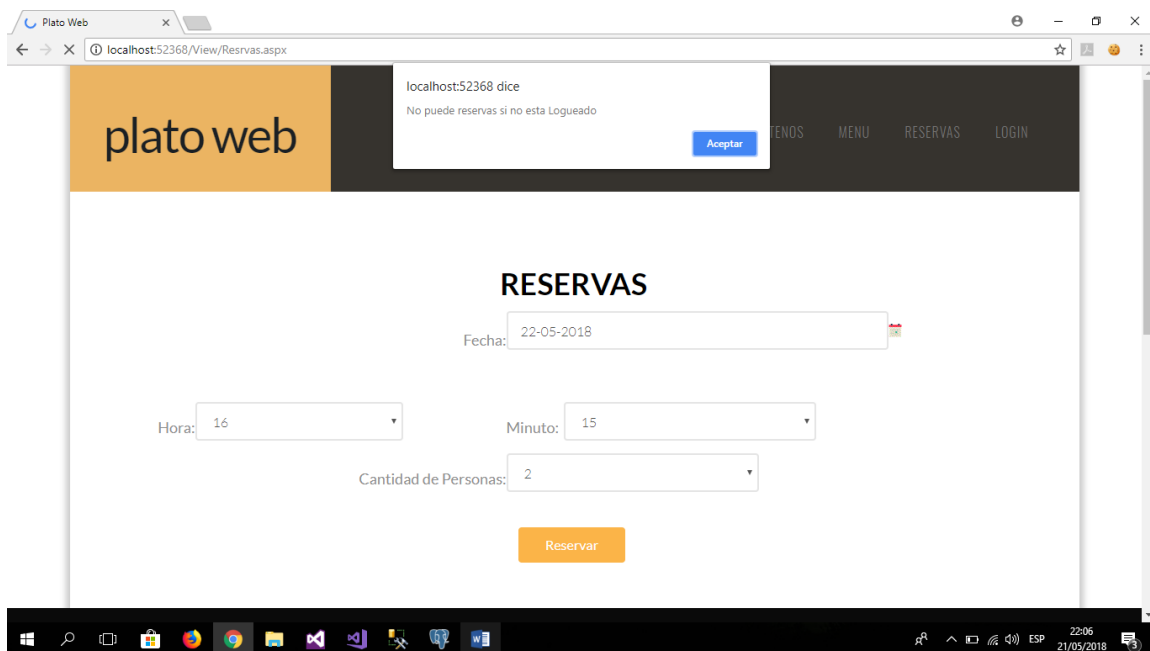 Plato Web
localhost:52368/View/Resrvas.aspx
plato web
localhost:52368 dice
No puede reservas si no esta Logueado
Aceptar
TENOS MENU RESERVAS LOGIN
RESERVAS
Fecha: 22-05-2018
Hora: 16 Minuto: 15
Cantidad de Personas: 2
Reservar
ESP 22:06
21/05/2018 3